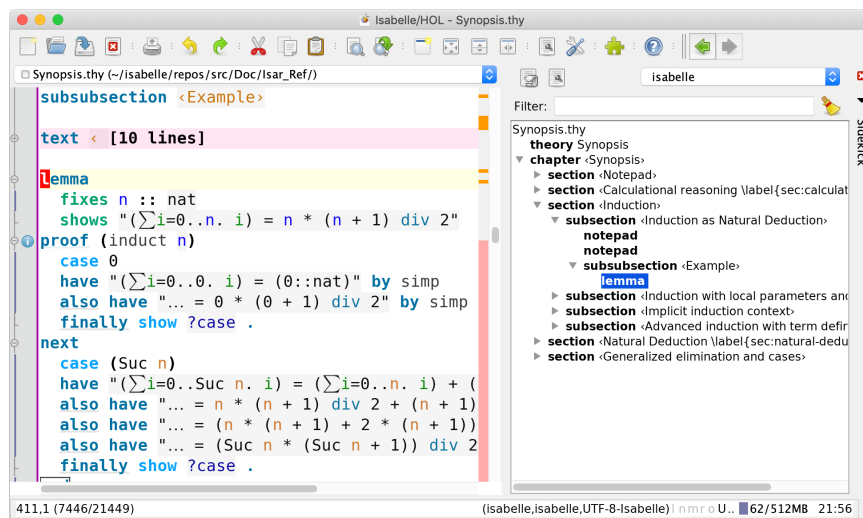 Isabelle/HOL - Synopsis.thy
Synopsis.thy (~/isabelle/repos/src/Doc/Isar_Ref/)
subsubsection ‹Example›
text ‹ [10 lines]
lemma
fixes n :: nat
shows "(∑i=0..n. i) = n * (n + 1) div 2"
proof (induct n)
case 0
have "(∑i=0..0. i) = (0::nat)" by simp
also have "... = 0 * (0 + 1) div 2" by simp
finally show ?case .
next
case (Suc n)
have "(∑i=0..Suc n. i) = (∑i=0..n. i) + (
also have "... = n * (n + 1) div 2 + (n + 1)
also have "... = (n * (n + 1) + 2 * (n + 1))
also have "... = (Suc n * (Suc n + 1)) div 2
finally show ?case .
isabelle
Filter:
Synopsis.thy
theory Synopsis
chapter ‹Synopsis›
section ‹Notepad›
section ‹Calculational reasoning \label{sec:calculat
section ‹Induction›
subsection ‹Induction as Natural Deduction›
notepad
notepad
subsubsection ‹Example›
lemma
subsection ‹Induction with local parameters and
subsection ‹Implicit induction context›
subsection ‹Advanced induction with term defin
section ‹Natural Deduction \label{sec:natural-dedu
section ‹Generalized elimination and cases›
Sidekick
411,1 (7446/21449)
(isabelle,isabelle,UTF-8-Isabelle) l n m r o U.. 62/512MB 21:56